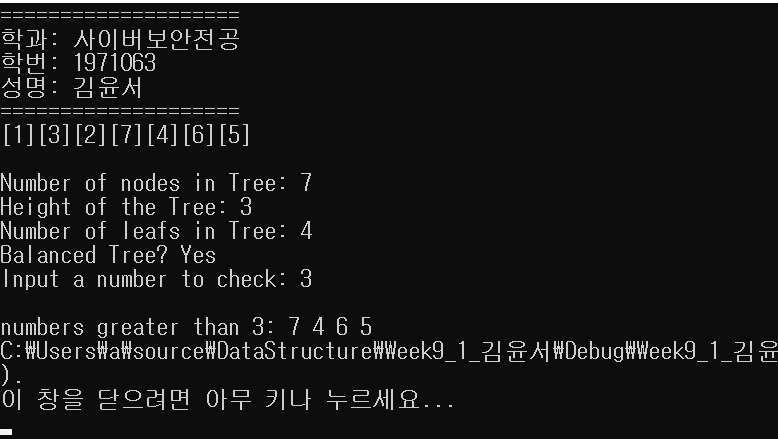 ====================
학과: 사이버보안전공
학번: 1971063
성명: 김윤서
====================
[1][3][2][7][4][6][5]
Number of nodes in Tree: 7
Height of the Tree: 3
Number of leafs in Tree: 4
Balanced Tree? Yes
Input a number to check: 3
numbers greater than 3: 7 4 6 5
C:₩Users₩a₩source₩DataStructure₩Week9_1_김윤서₩Debug₩Week9_1_김윤
).
이 창을 닫으려면 아무 키나 누르세요...